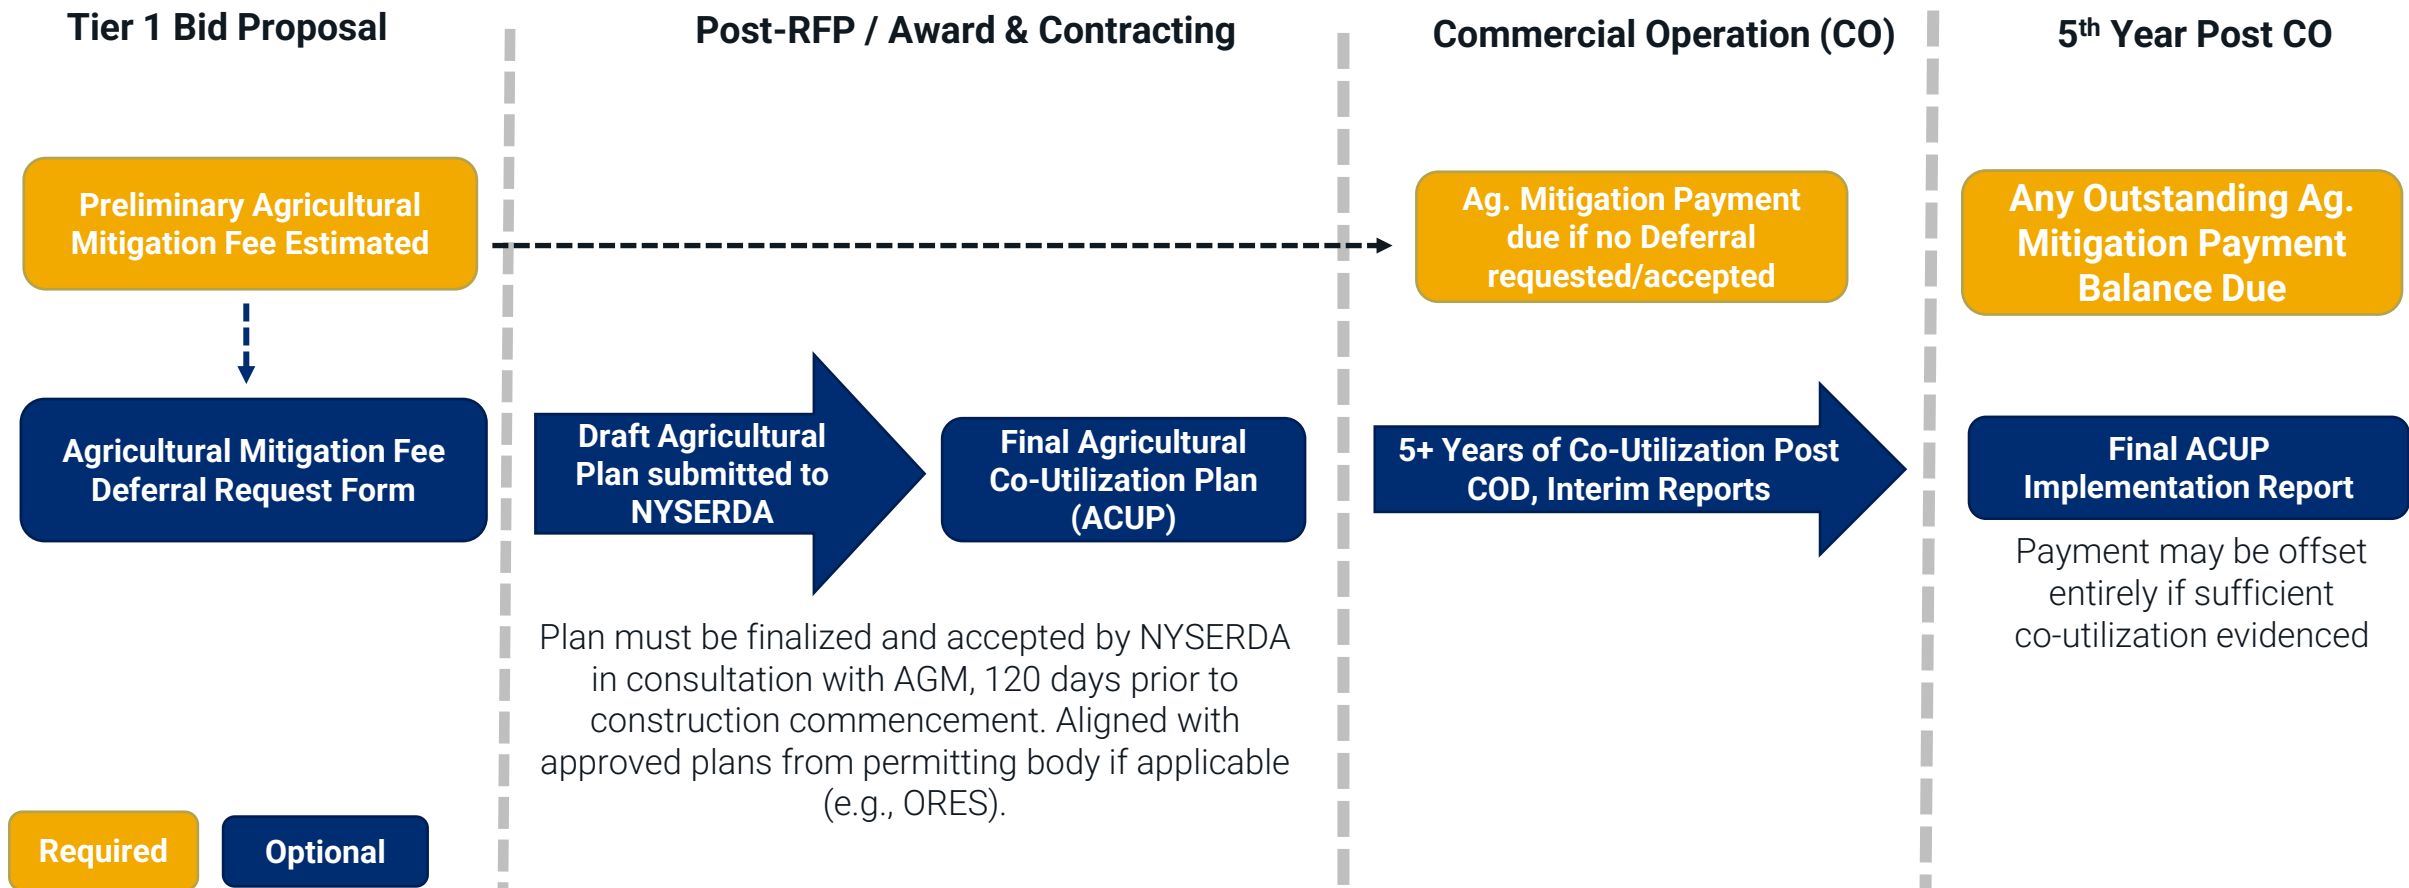 Tier 1 Bid Proposal
Post-RFP / Award & Contracting
Commercial Operation (CO)
5th Year Post CO
Preliminary Agricultural
Mitigation Fee Estimated
Ag. Mitigation Payment
due if no Deferral
requested/accepted
Any Outstanding Ag.
Mitigation Payment
Balance Due
Agricultural Mitigation Fee
Deferral Request Form
Draft Agricultural
Plan submitted to
NYSERDA
Final Agricultural
Co-Utilization Plan
(ACUP)
5+ Years of Co-Utilization Post
COD, Interim Reports
Final ACUP
Implementation Report
Payment may be offset
entirely if sufficient
co-utilization evidenced
Plan must be finalized and accepted by NYSERDA
in consultation with AGM, 120 days prior to
construction commencement. Aligned with
approved plans from permitting body if applicable
(e.g., ORES).
Required
Optional